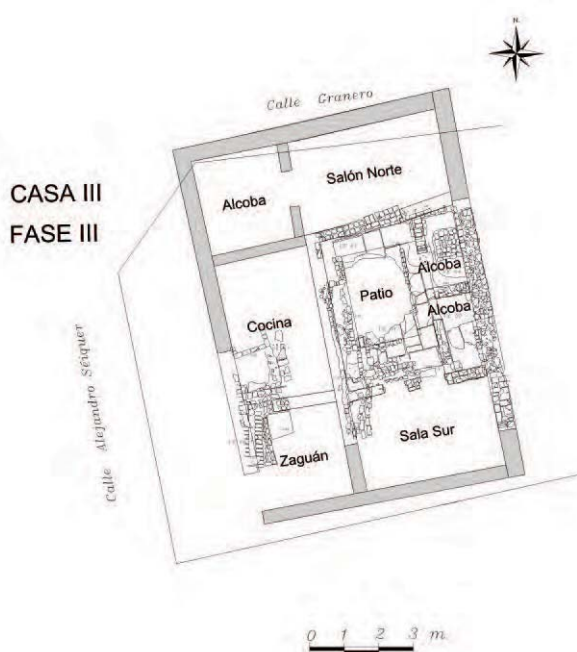 N.
Calle Granero
CASA III
FASE III
Alcoba
Salón Norte
Alcoba
Patio
Alcoba
Cocina
Calle Alejandro Séiquer
Sala Sur
Zaguán
0 1 2 3 m.